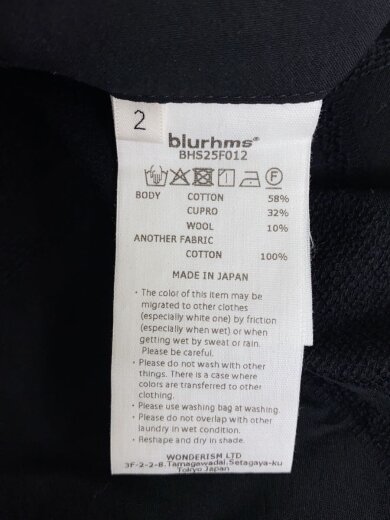 2
blurhms®
BHS25F012
F
BODY COTTON 58%
CUPRO 32%
WOOL 10%
ANOTHER FABRIC
COTTON 100%
MADE IN JAPAN
・The color of this item may be
migrated to other clothes
(especially white one) by friction
(especially when wet) or when
getting wet by sweat or rain.
Please be careful.
・Please do not wash with other
things. There is a case where
colors are transferred to other
clothing.
・Please use washing bag at washing.
・Please do not overlap with other
laundry in wet condition.
・Reshape and dry in shade.
WONDERISM LTD
3F-2-2-8.Tamagawadai.Setagaya-ku
Tokyo Japan